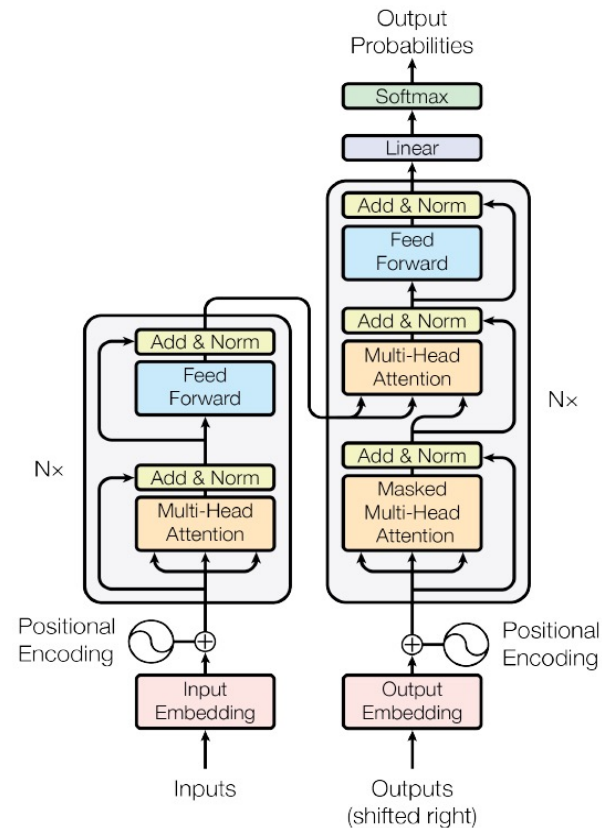 Output
Probabilities
Softmax
Linear
Add & Norm
Feed
Forward
Add & Norm
Multi-Head
Attention
Nx
Add & Norm
Masked
Multi-Head
Attention
Add & Norm
Feed
Forward
Nx
Add & Norm
Multi-Head
Attention
Positional
Encoding
Positional
Encoding
Input
Embedding
Output
Embedding
Inputs
Outputs
(shifted right)